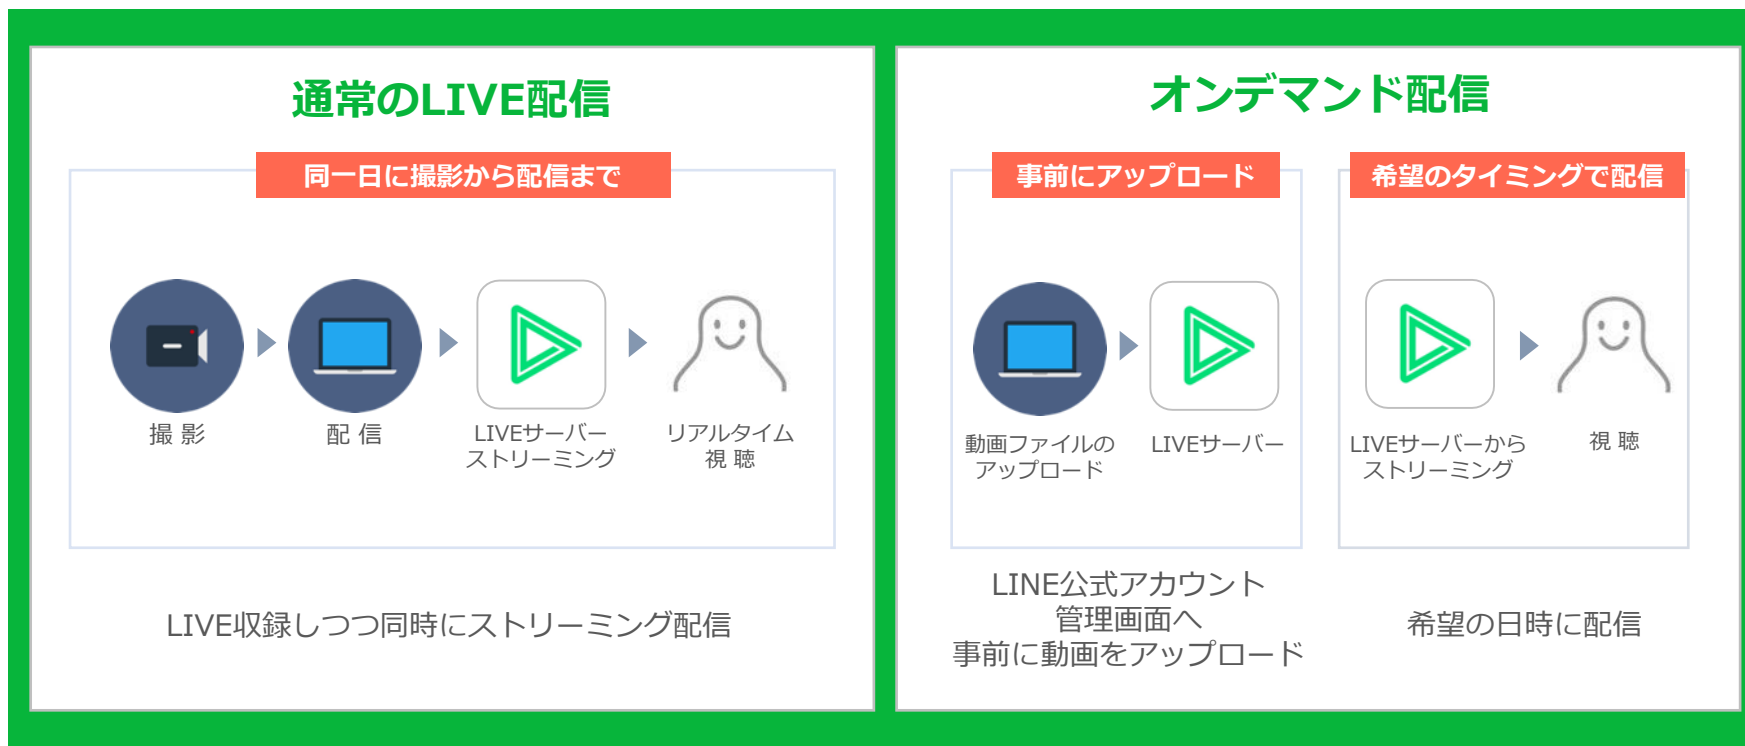 通常のLIVE配信
同一日に撮影から配信まで
撮 影
配 信
LIVEサーバー
ストリーミング
リアルタイム
視 聴
LIVE収録しつつ同時にストリーミング配信
オンデマンド配信
事前にアップロード
動画ファイルの
アップロード
LIVEサーバー
LINE公式アカウント
管理画面へ
事前に動画をアップロード
希望のタイミングで配信
LIVEサーバーから
ストリーミング
視 聴
希望の日時に配信